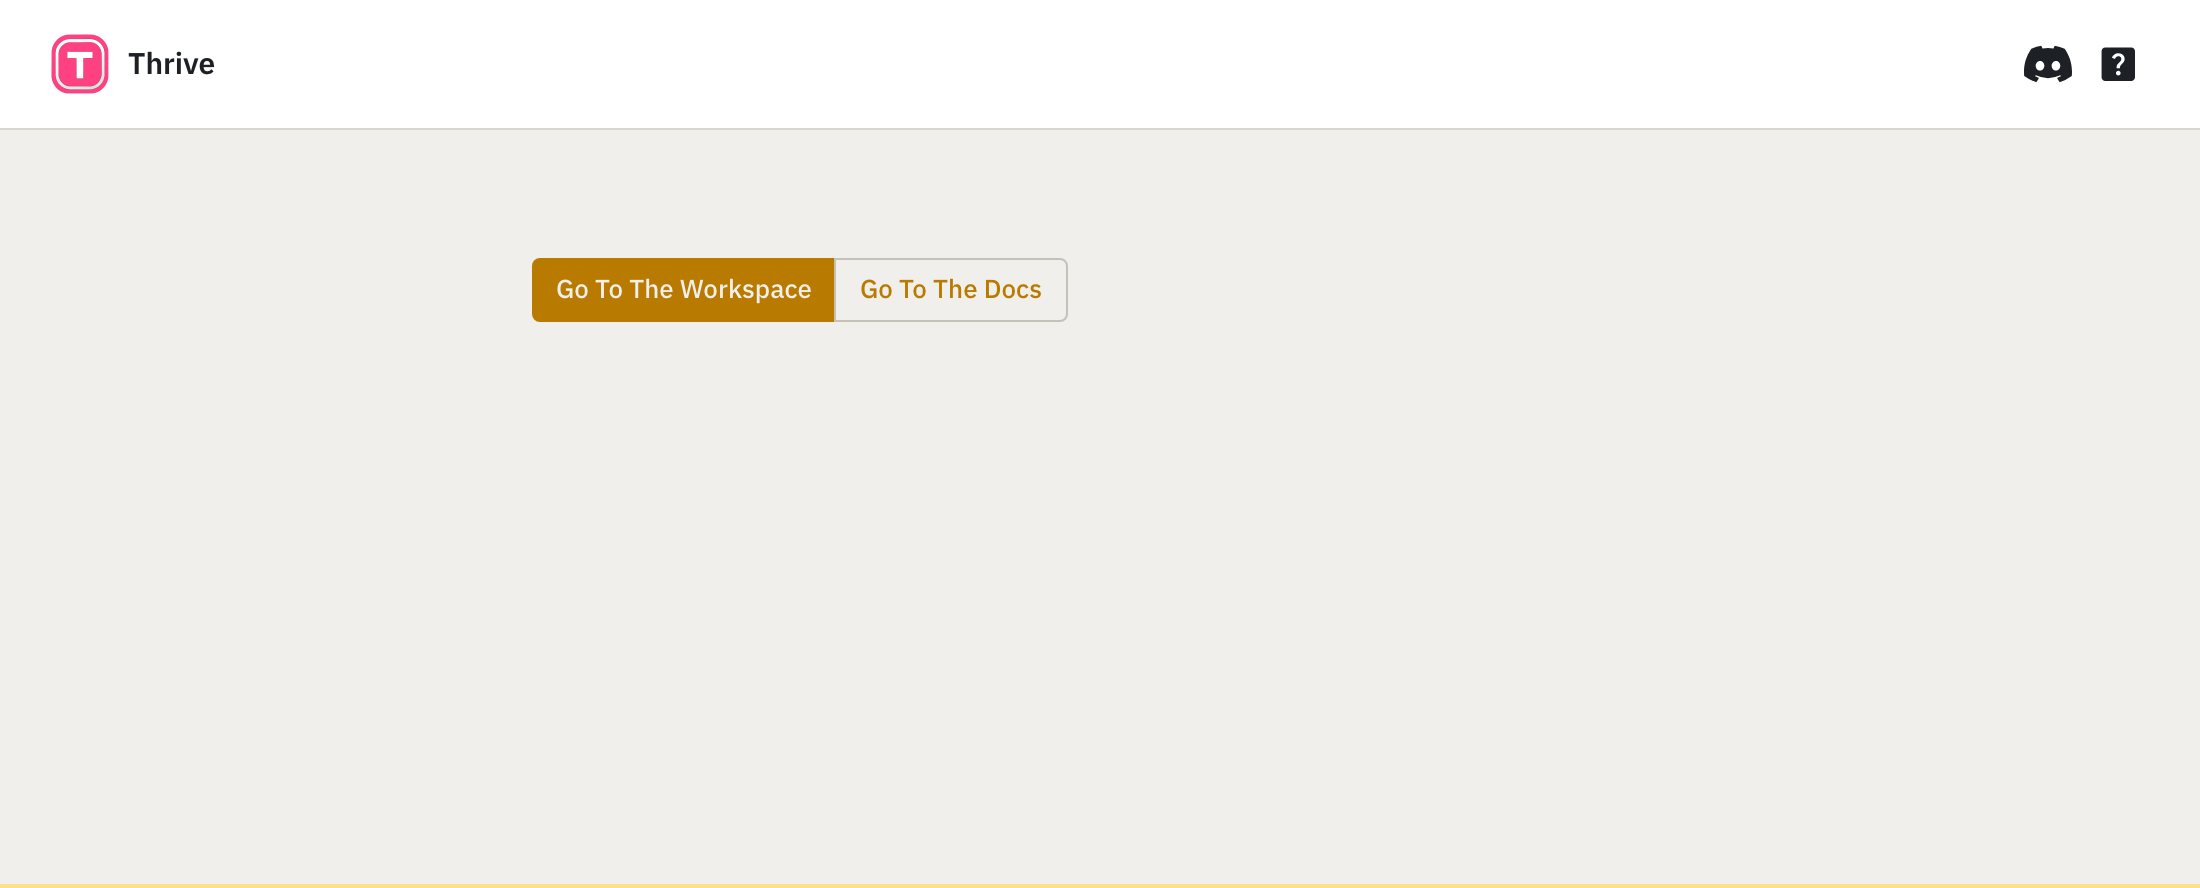 T
Thrive
?
Go To The Workspace
Go To The Docs